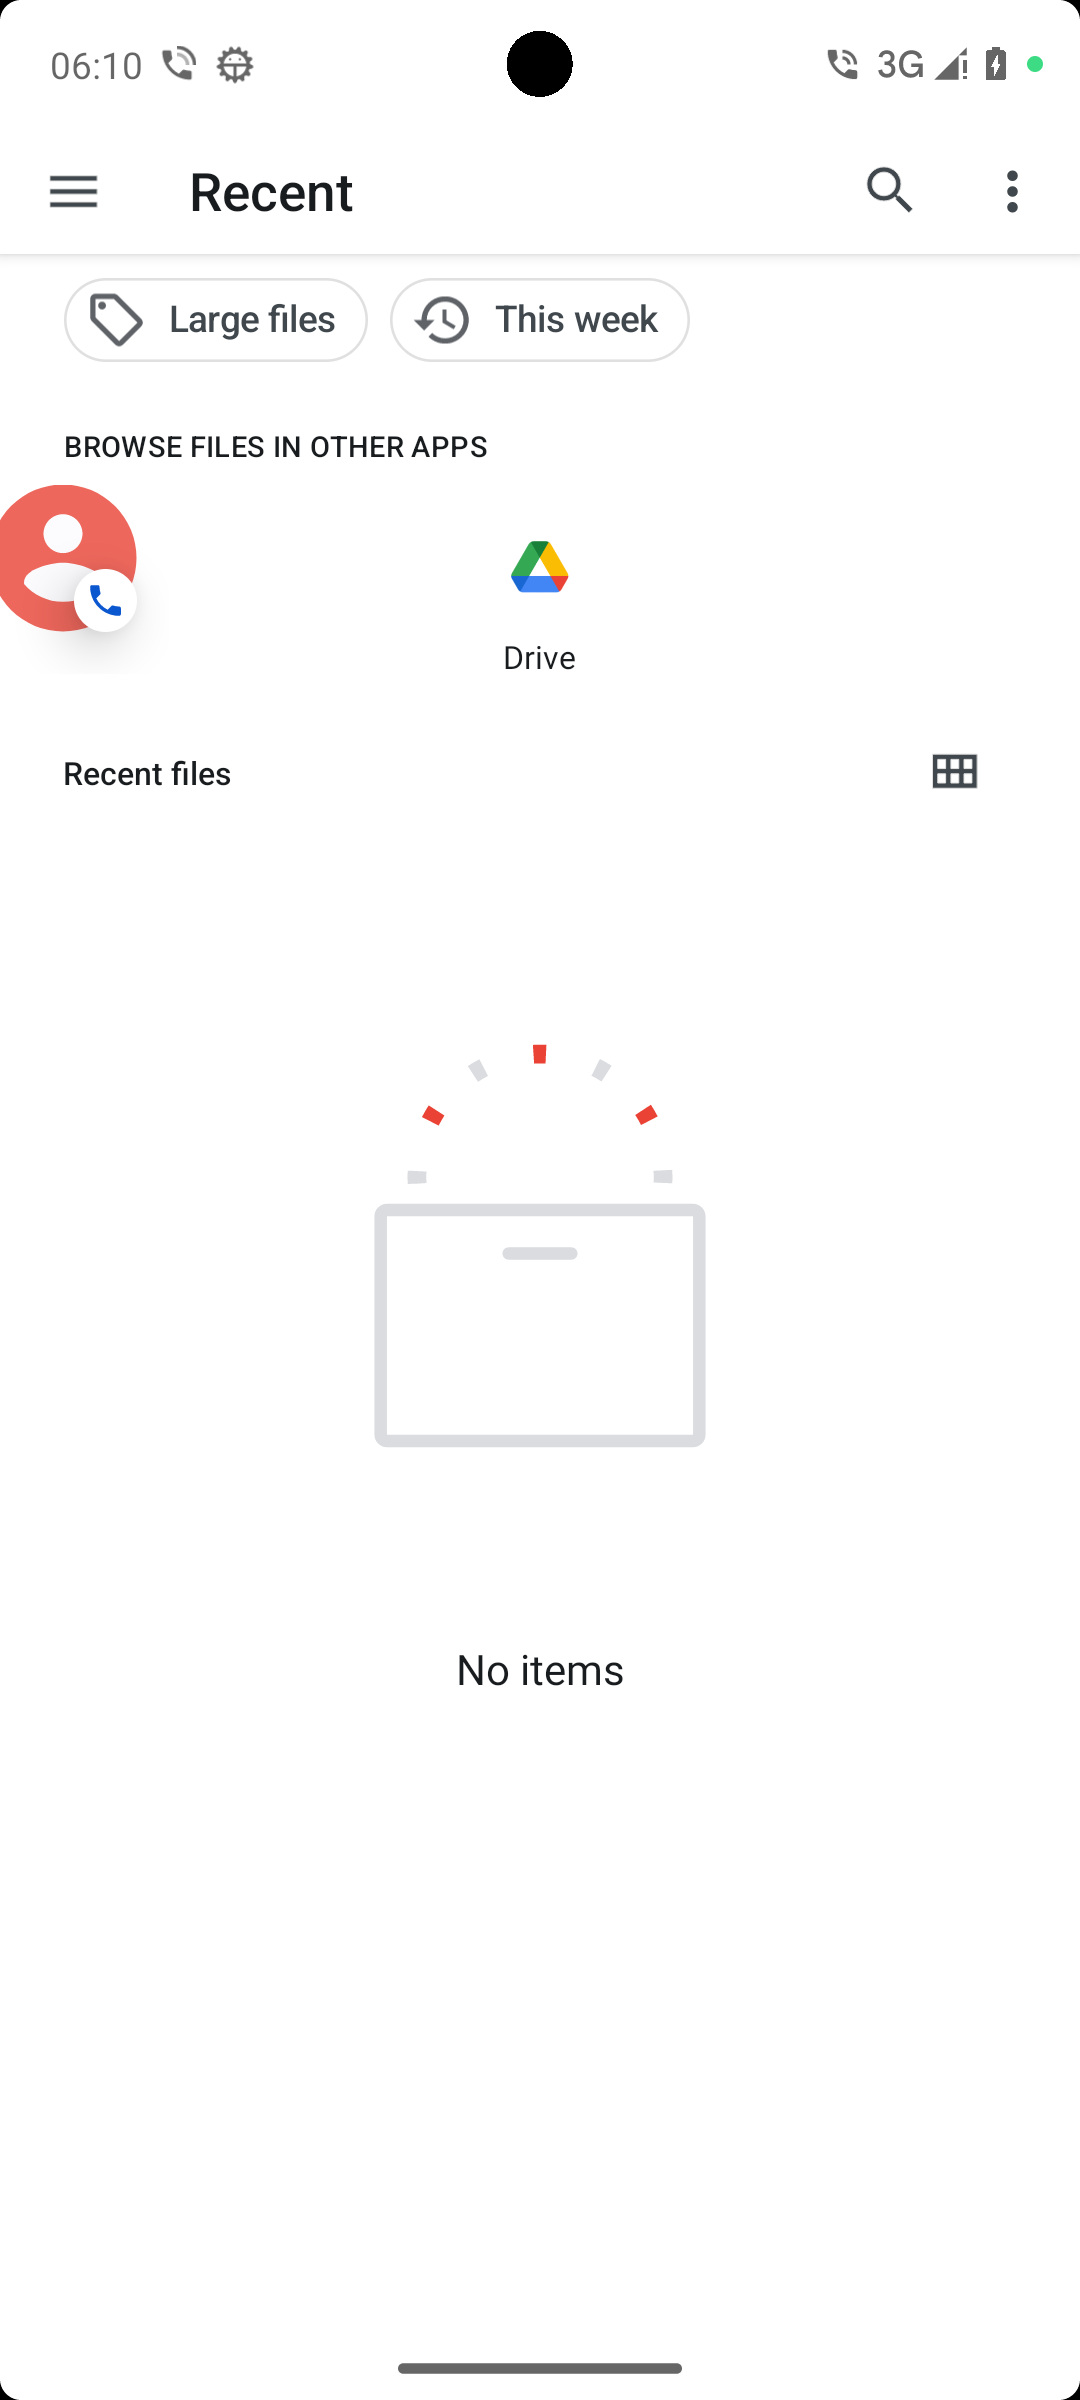 06:10
3G
Recent
Large files
This week
BROWSE FILES IN OTHER APPS
Drive
Recent files
No items